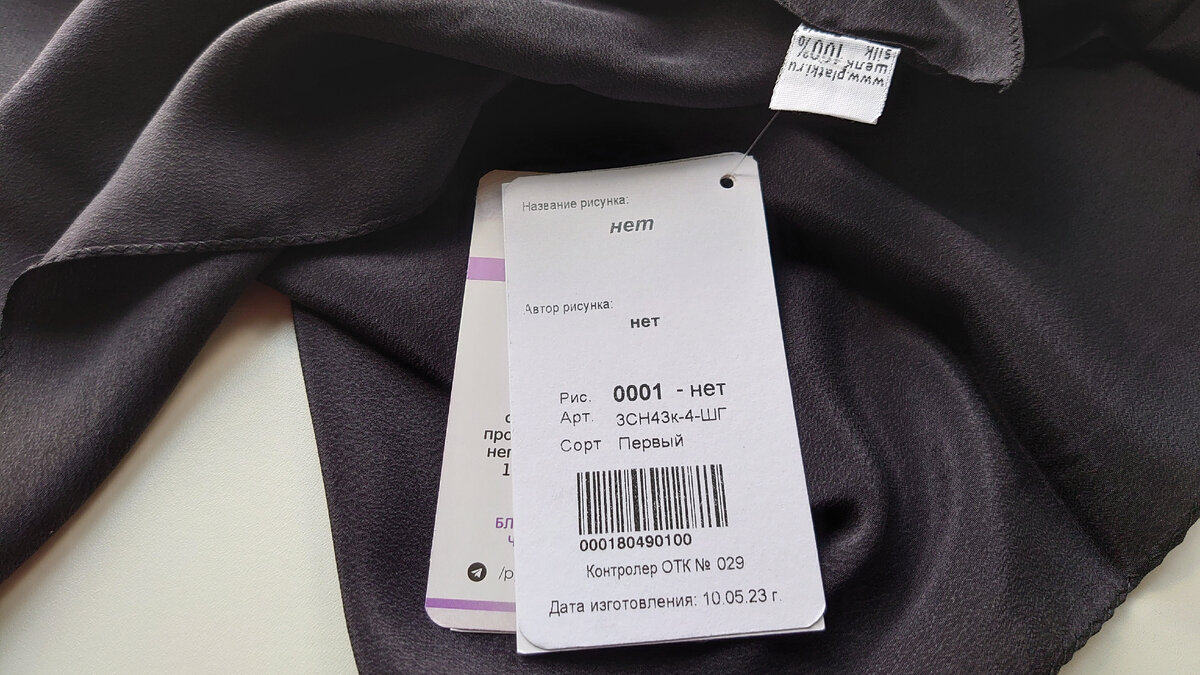 www.platki.ru
шелк 100%
silk
Название рисунка:
нет
Автор рисунка:
нет
Рис. 0001 - нет
Арт. 3СН43к-4-ШГ
Сорт Первый
000180490100
Контролер ОТК № 029
Дата изготовления: 10.05.23 г.